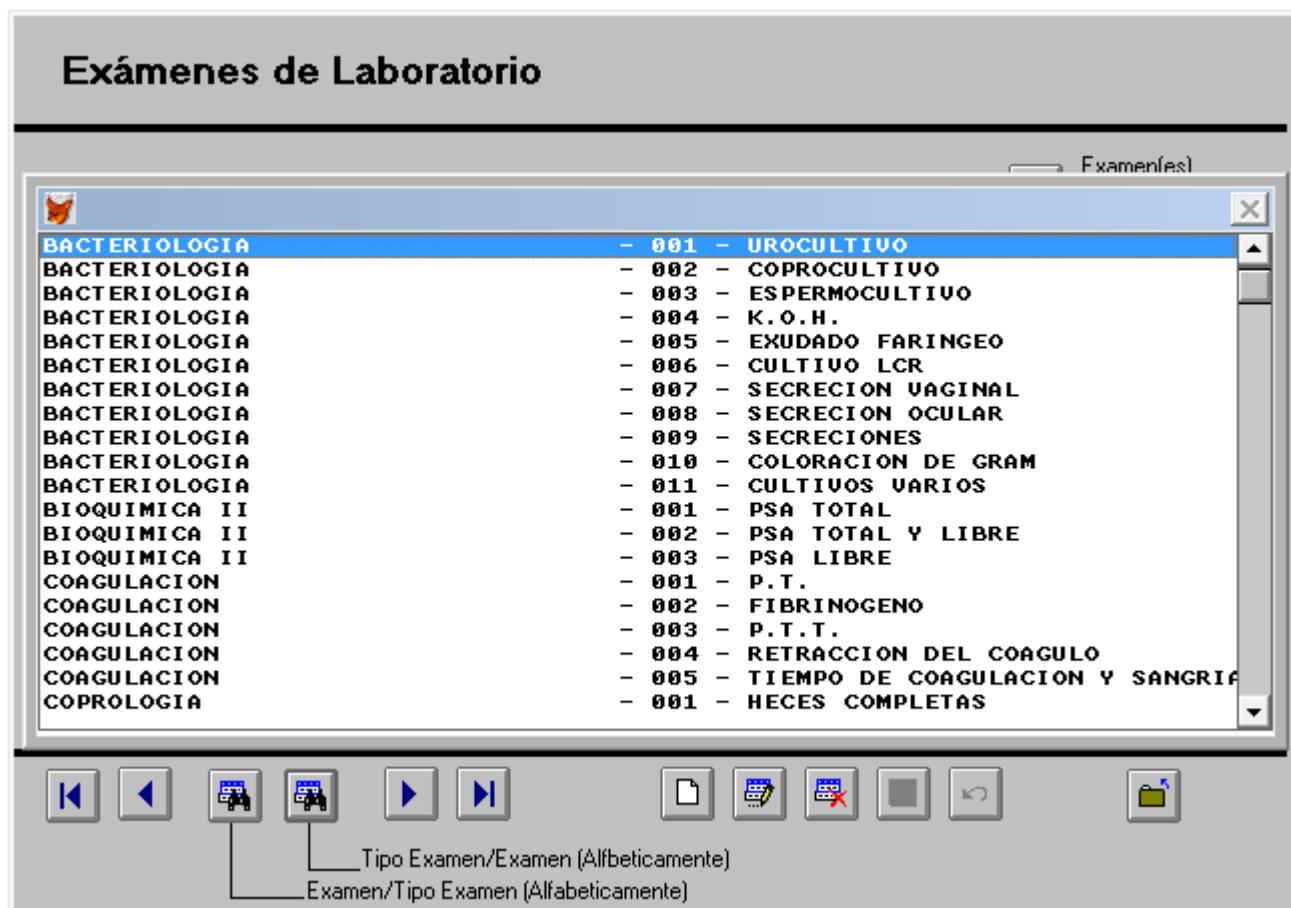 Exámenes de Laboratorio
Examen(es)
BACTERIOLOGIA - 001 - UROCULTIVO
BACTERIOLOGIA - 002 - COPROCULTIVO
BACTERIOLOGIA - 003 - ESPERMOCULTIVO
BACTERIOLOGIA - 004 - K.O.H.
BACTERIOLOGIA - 005 - EXUDADO FARINGEO
BACTERIOLOGIA - 006 - CULTIVO LCR
BACTERIOLOGIA - 007 - SECRECION VAGINAL
BACTERIOLOGIA - 008 - SECRECION OCULAR
BACTERIOLOGIA - 009 - SECRECIONES
BACTERIOLOGIA - 010 - COLORACION DE GRAM
BACTERIOLOGIA - 011 - CULTIVOS VARIOS
BIOQUIMICA II - 001 - PSA TOTAL
BIOQUIMICA II - 002 - PSA TOTAL Y LIBRE
BIOQUIMICA II - 003 - PSA LIBRE
COAGULACION - 001 - P.T.
COAGULACION - 002 - FIBRINOGENO
COAGULACION - 003 - P.T.T.
COAGULACION - 004 - RETRACCION DEL COAGULO
COAGULACION - 005 - TIEMPO DE COAGULACION Y SANGRIA
COPROLOGIA - 001 - HECES COMPLETAS
Tipo Examen/Examen (Alfbeticamente)
Examen/Tipo Examen (Alfabeticamente)